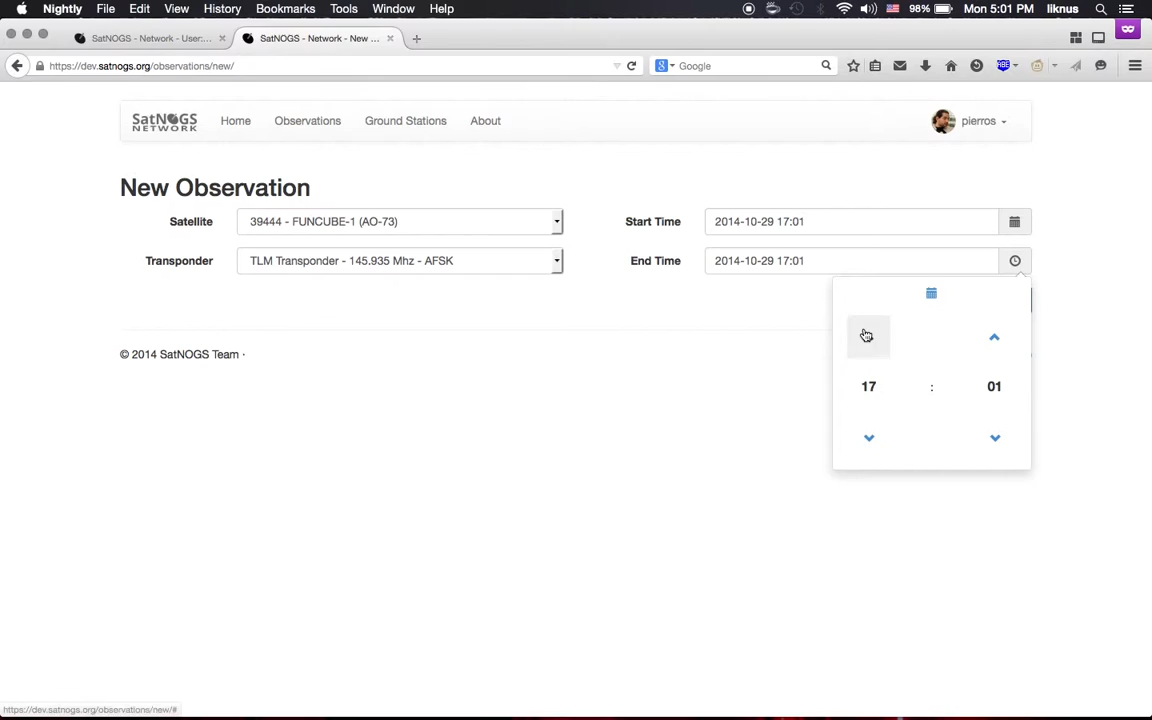 Nightly File Edit View History Bookmarks Tools Window Help 98% Mon 5:01 PM liknus
SatNOGS - Network - User:... × SatNOGS - Network - New ... × +
https://dev.satnogs.org/observations/new/ Google ABP
SatNOGS NETWORK Home Observations Ground Stations About pierros
New Observation
Satellite 39444 - FUNCUBE-1 (AO-73) Start Time 2014-10-29 17:01
Transponder TLM Transponder - 145.935 Mhz - AFSK End Time 2014-10-29 17:01
© 2014 SatNOGS Team ·
17 : 01
https://dev.satnogs.org/observations/new/#